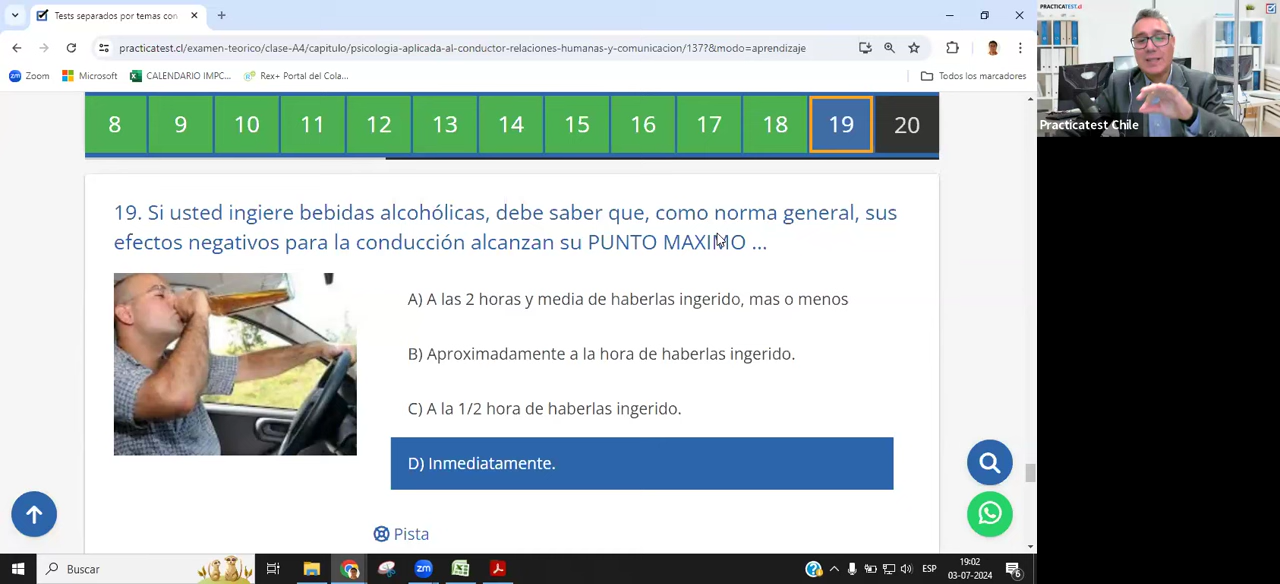 Tests separados por temas con
practicatest.cl/examen-teorico/clase-A4/capitulo/psicologia-aplicada-al-conductor-relaciones-humanas-y-comunicacion/1377&modo=aprendizaje
Zoom
Microsoft
CALENDARIO IMPC...
Rex+ Portal del Cola...
Todos los marcadores
PRACTICATEST.cl
Practicatest Chile
8 9 10 11 12 13 14 15 16 17 18 19 20
19. Si usted ingiere bebidas alcohólicas, debe saber que, como norma general, sus
efectos negativos para la conducción alcanzan su PUNTO MAXIMO ...
A) A las 2 horas y media de haberlas ingerido, mas o menos
B) Aproximadamente a la hora de haberlas ingerido.
C) A la 1/2 hora de haberlas ingerido.
D) Inmediatamente.
Pista
Buscar
zm
ESP
19:02
03-07-2024
6